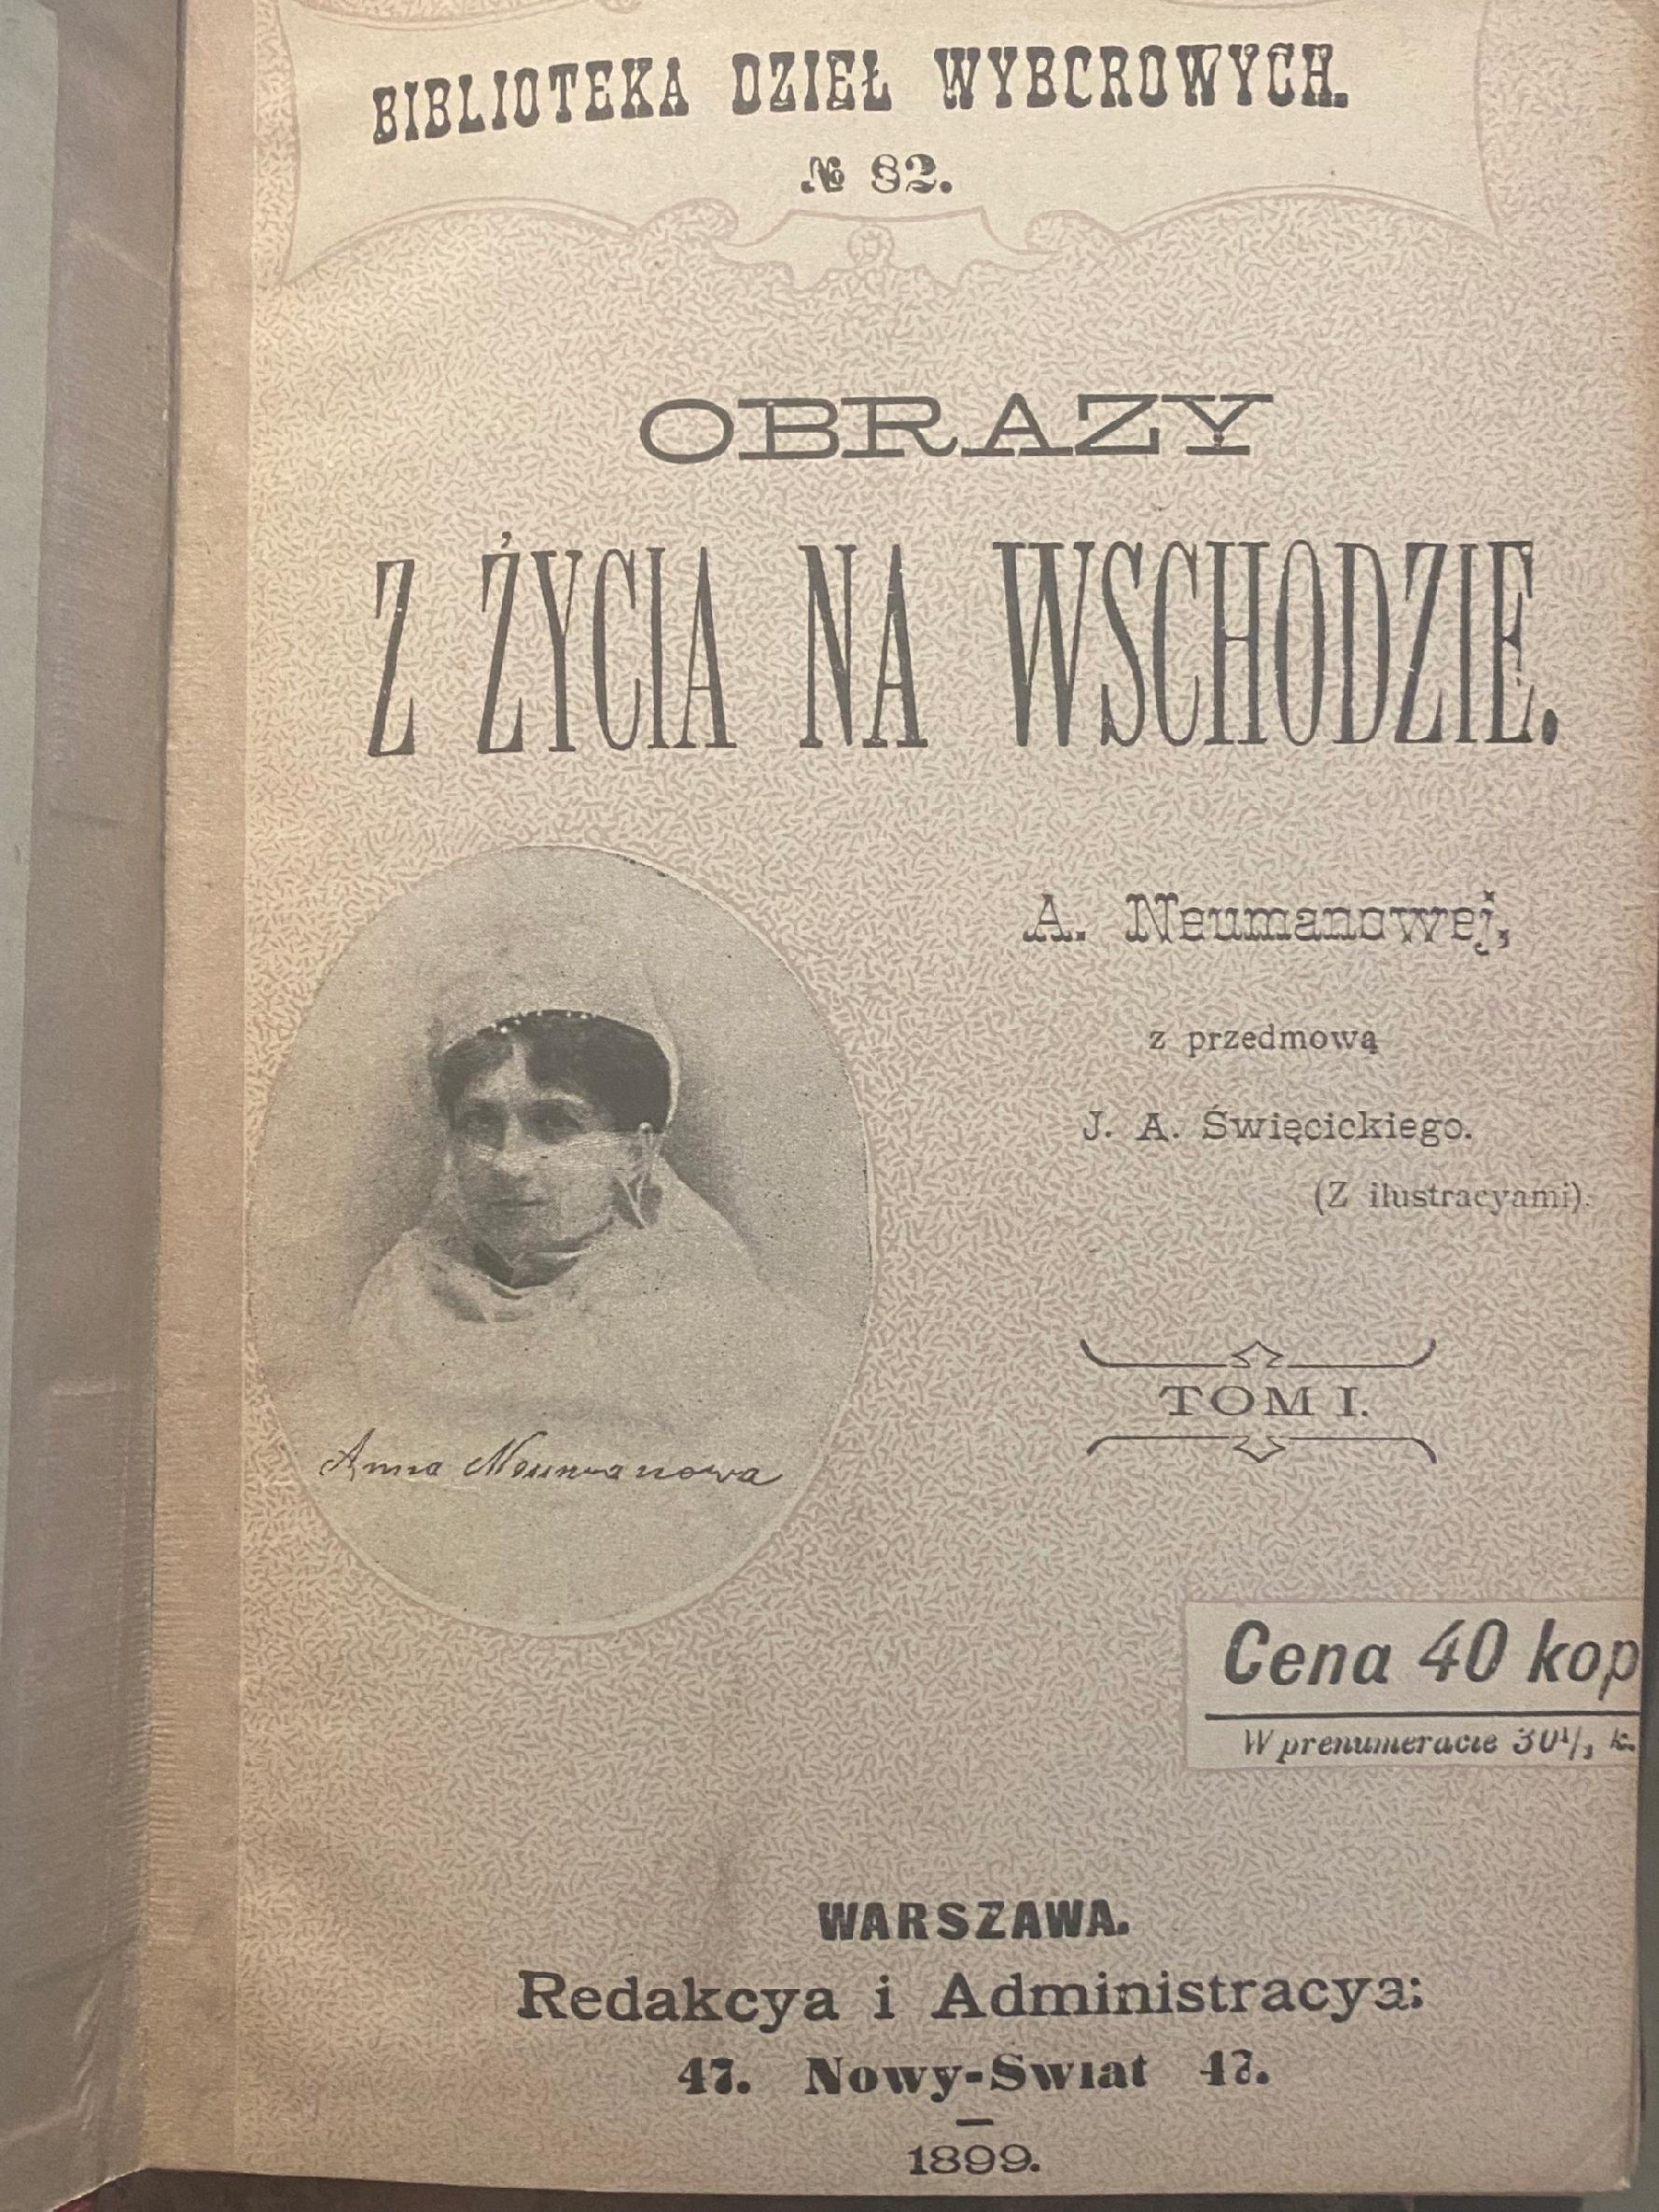 BIBLIOTEKA DZIEŁ WYBCROWYCH.
№ 82.
OBRAZY
Z ŻYCIA NA WSCHODZIE.
A. Neumanowej,
z przedmową
J. A. Święcickiego.
(Z ilustracyami).
TOM I.
Anna Neumanowa
Cena 40 kop
W prenumeracie 30¹/₃ k.
WARSZAWA.
Redakcya i Administracya:
47. Nowy-Swiat 47.
1899.